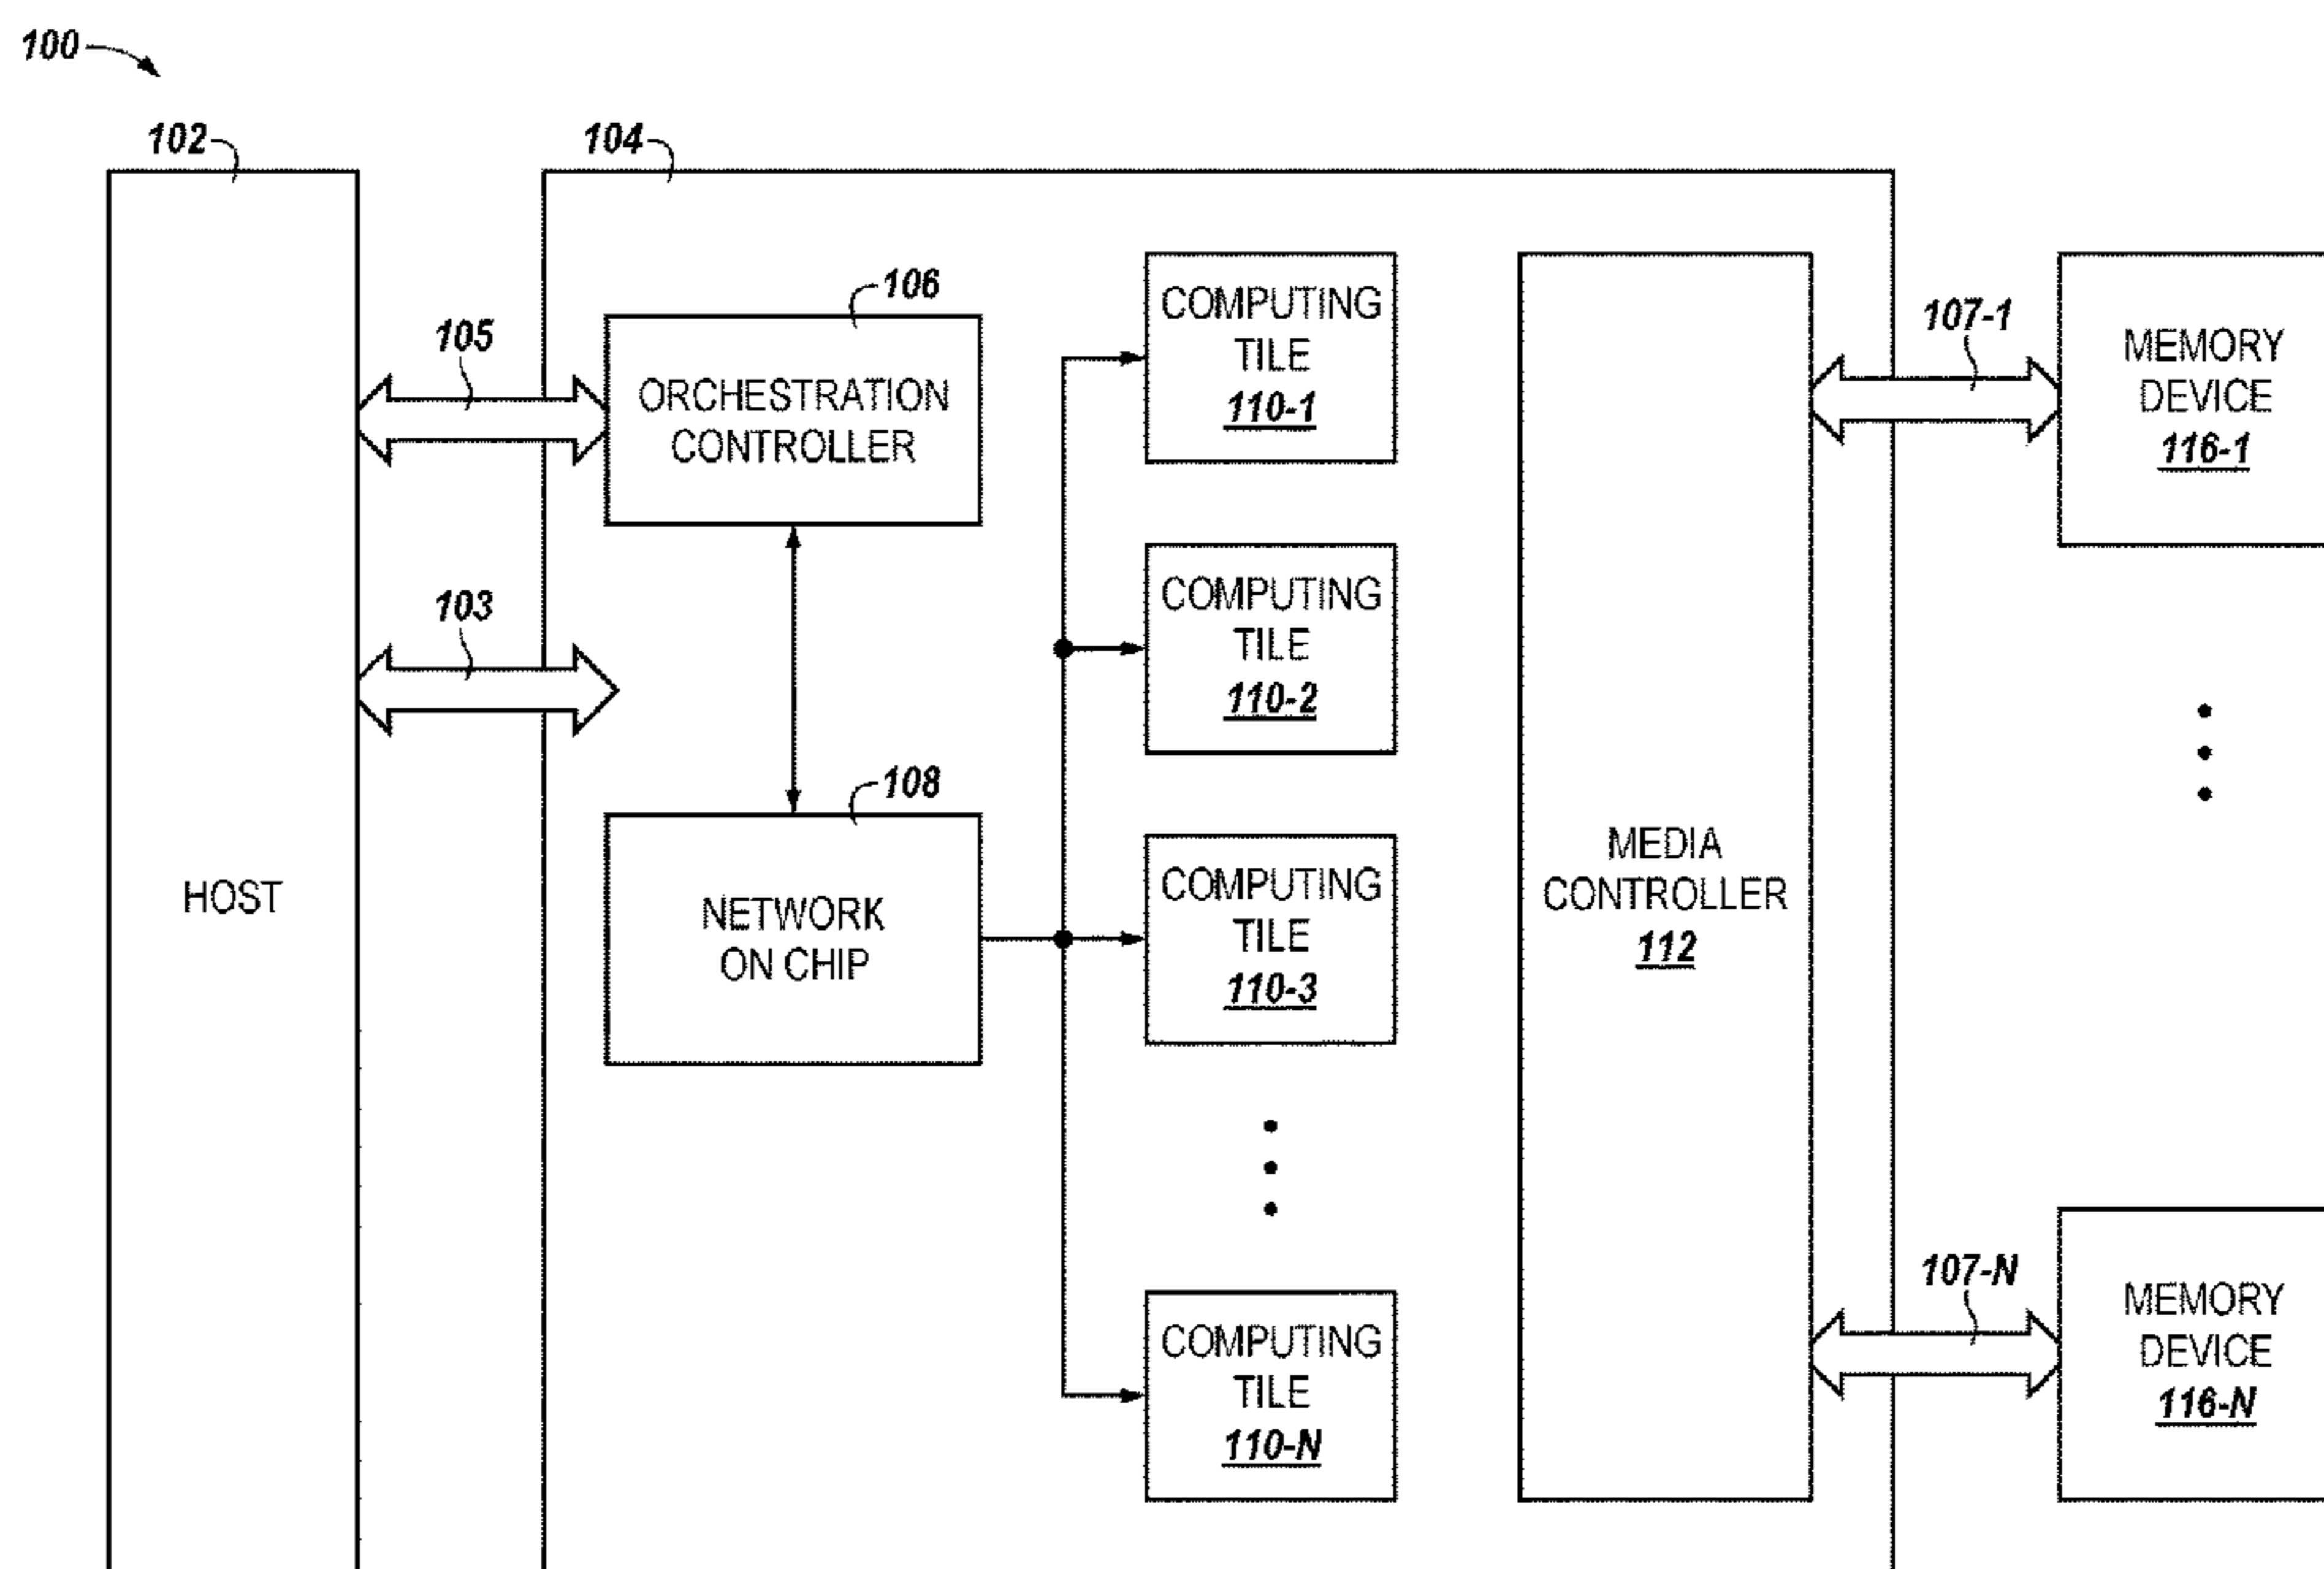 100
102
104
106
105
ORCHESTRATION
CONTROLLER
103
108
HOST
NETWORK
ON CHIP
COMPUTING
TILE
110-1
COMPUTING
TILE
110-2
COMPUTING
TILE
110-3
COMPUTING
TILE
110-N
MEDIA
CONTROLLER
112
107-1
MEMORY
DEVICE
116-1
107-N
MEMORY
DEVICE
116-N